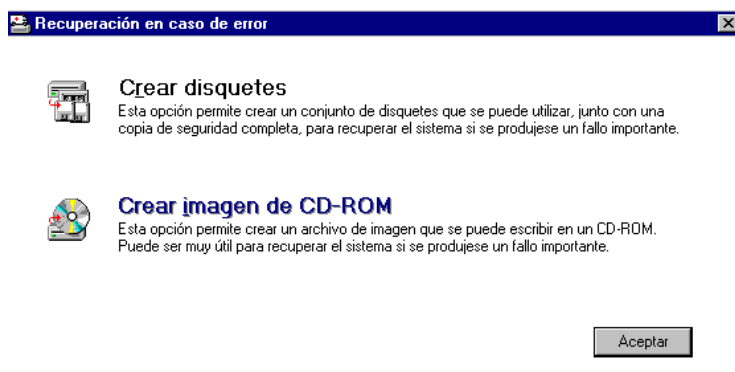 Recuperación en caso de error
Crear disquetes
Esta opción permite crear un conjunto de disquetes que se puede utilizar, junto con una
copia de seguridad completa, para recuperar el sistema si se produjese un fallo importante.
Crear imagen de CD-ROM
Esta opción permite crear un archivo de imagen que se puede escribir en un CD-ROM.
Puede ser muy útil para recuperar el sistema si se produjese un fallo importante.
Aceptar